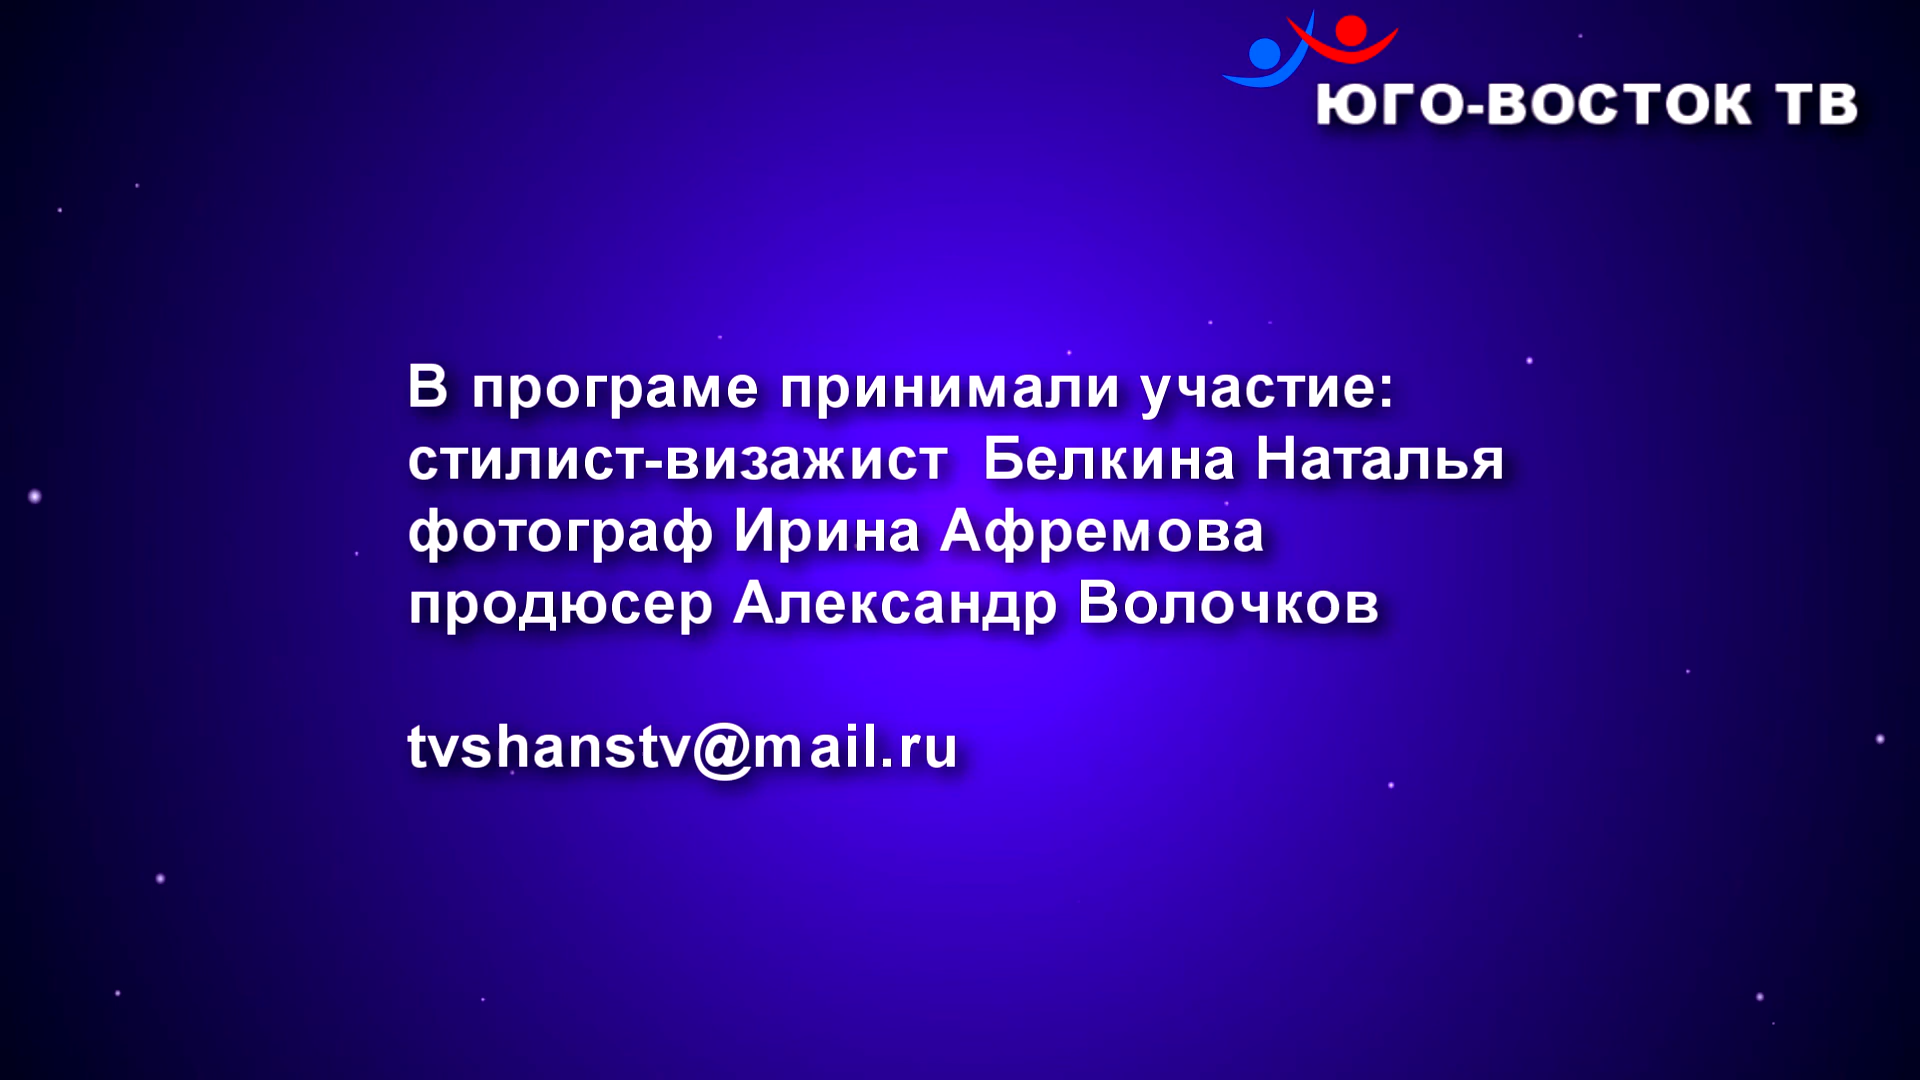 ЮГО-ВОСТОК ТВ
В програме принимали участие:
стилист-визажист Белкина Наталья
фотограф Ирина Афремова
продюсер Александр Волочков
tvshanstv@mail.ru